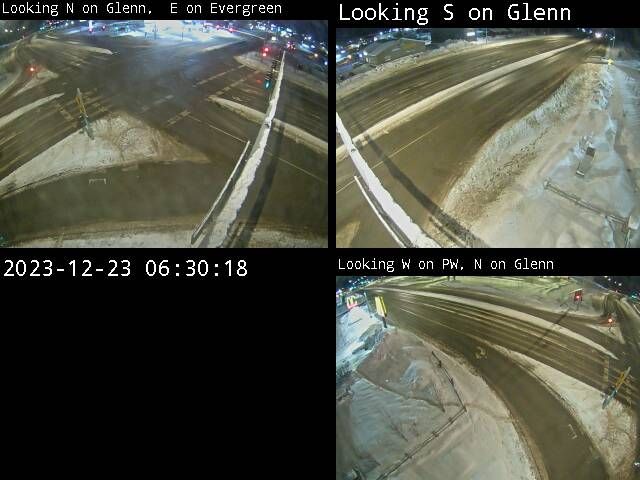 Looking N on Glenn,  E on Evergreen
Looking S on Glenn
2023-12-23 06:30:18
Looking W on PW, N on Glenn